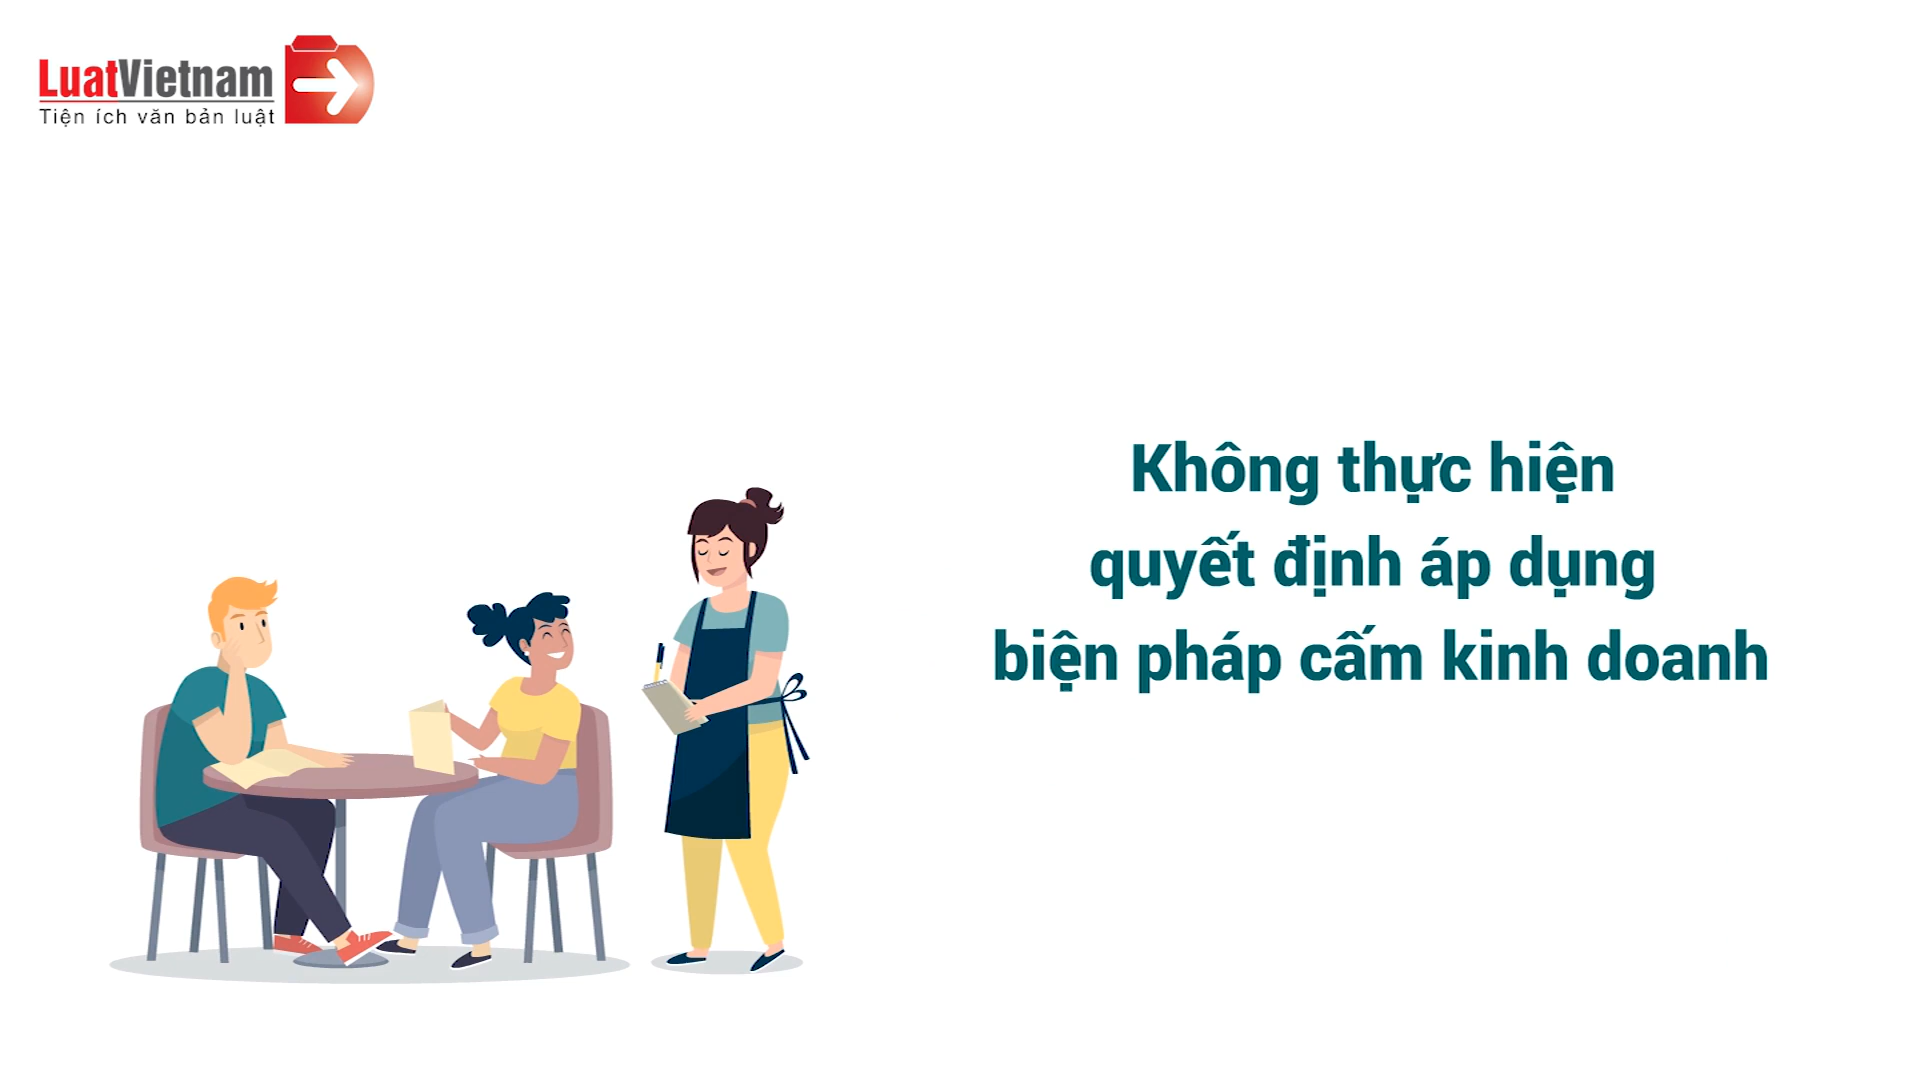 LuatVietnam
Tiện ích văn bản luật
Không thực hiện
quyết định áp dụng
biện pháp cấm kinh doanh